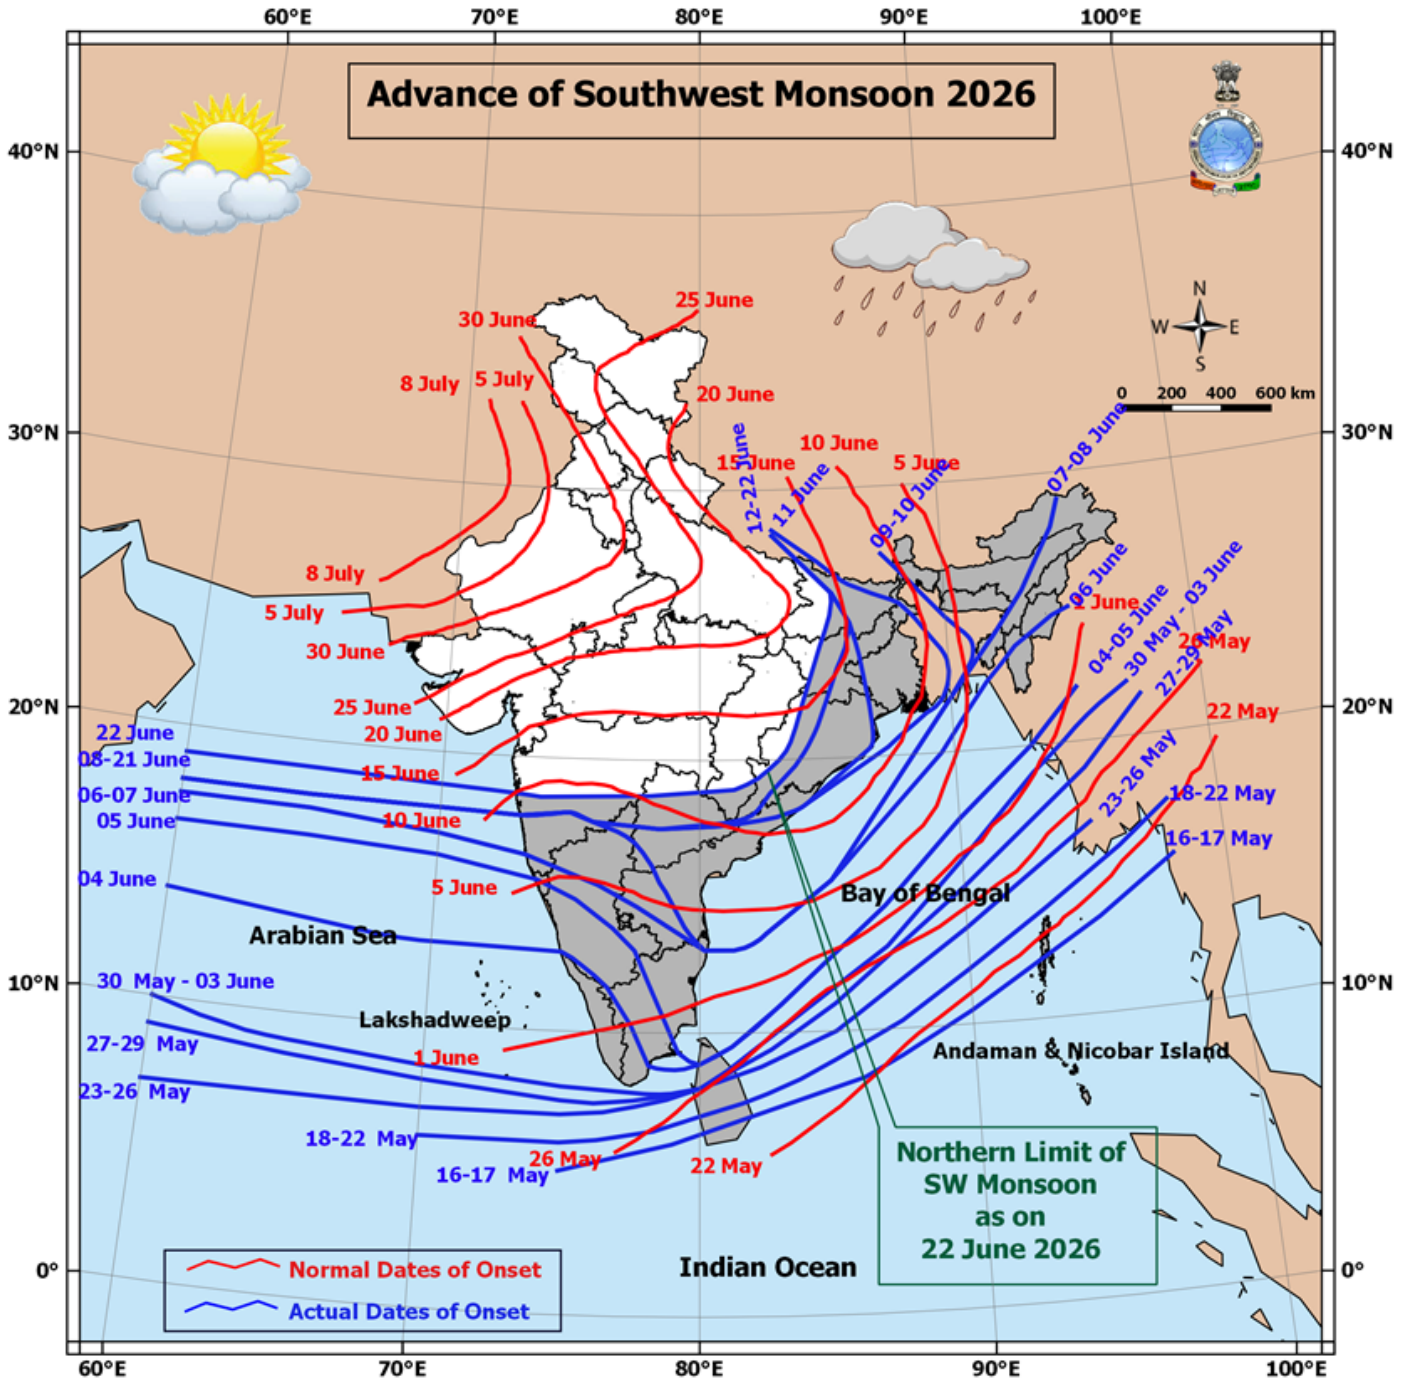 60°E 70°E 80°E 90°E 100°E
Advance of Southwest Monsoon 2026
40°N 40°N
N
W E
S
0 200 400 600 km
25 June
30 June
8 July
5 July
20 June
30°N 30°N
07-08 June
10 June
15 June
5 June
12-22 June
11 June
09-10 June
06 June
8 July
5 July
1 June
04-05 June
30 May - 03 June
27-29 May
26 May
30 June
25 June
20°N 20°N
22 May
20 June
22 June
08-21 June
15 June
23-26 May
06-07 June
18-22 May
05 June
10 June
16-17 May
04 June
5 June
Bay of Bengal
Arabian Sea
10°N 10°N
30 May - 03 June
Lakshadweep
27-29 May
1 June
Andaman & Nicobar Island
23-26 May
18-22 May
26 May
22 May
16-17 May
Northern Limit of
SW Monsoon
as on
22 June 2026
0° 0°
Indian Ocean
Normal Dates of Onset
Actual Dates of Onset
60°E 70°E 80°E 90°E 100°E